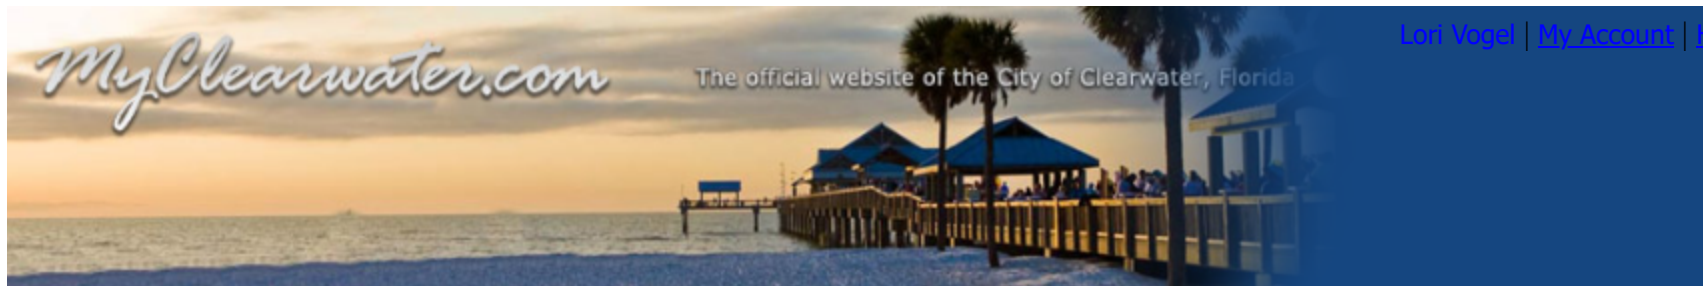 MyClearwater.com
The official website of the City of Clearwater, Florida
Lori Vogel | My Account |